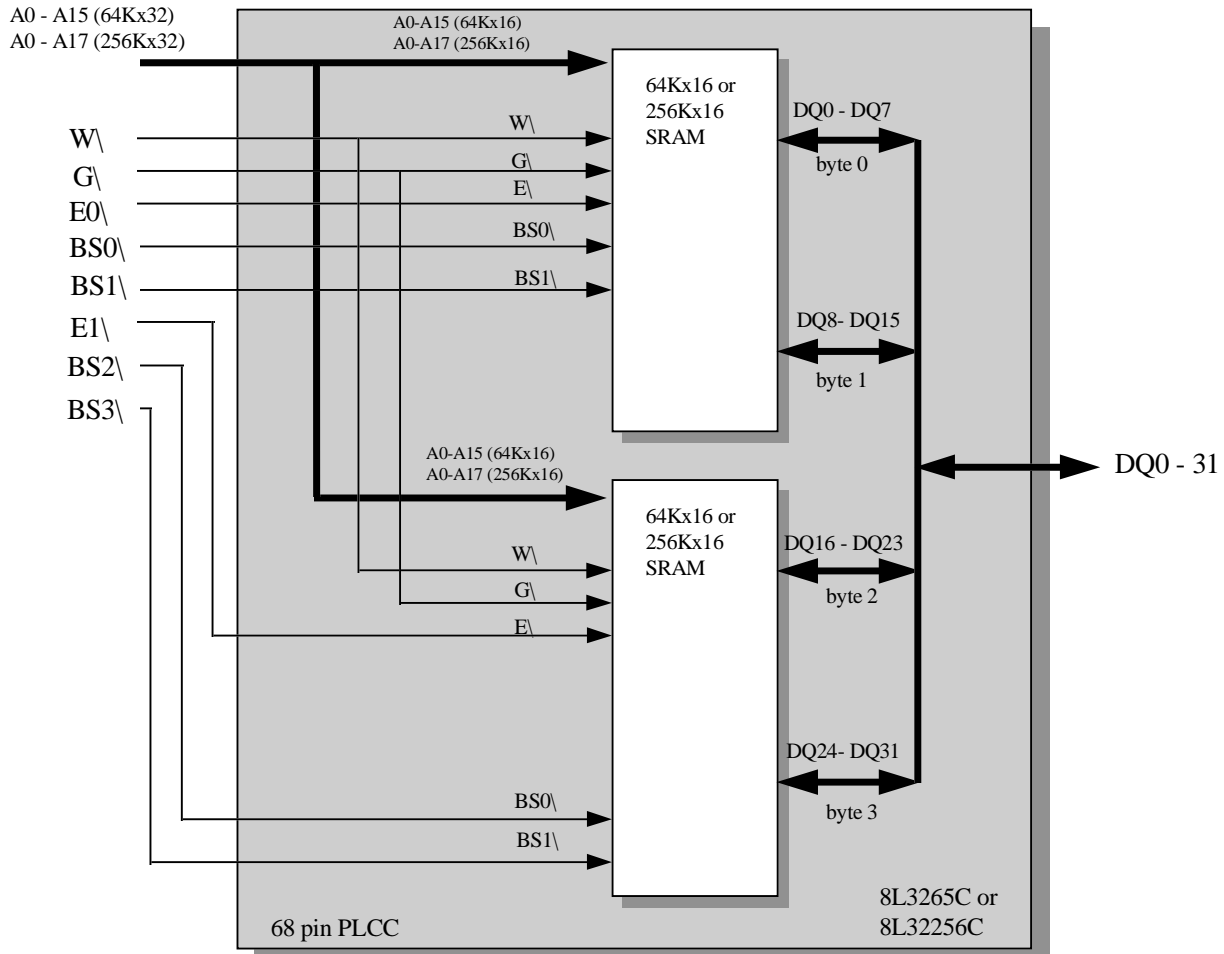 A0 - A15 (64Kx32)
A0 - A17 (256Kx32)
W\
G\
E0\
BS0\
BS1\
E1\
BS2\
BS3\
A0-A15 (64Kx16)
A0-A17 (256Kx16)
W\
G\
E\
BS0\
BS1\
64Kx16 or
256Kx16
SRAM
DQ0 - DQ7
byte 0
DQ8- DQ15
byte 1
A0-A15 (64Kx16)
A0-A17 (256Kx16)
W\
G\
E\
BS0\
BS1\
64Kx16 or
256Kx16
SRAM
DQ16 - DQ23
byte 2
DQ24- DQ31
byte 3
DQ0 - 31
68 pin PLCC
8L3265C or
8L32256C